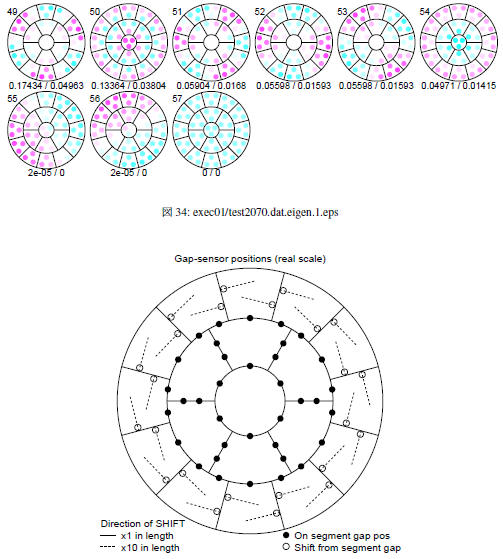 49 50 51 52 53 54
0.17434 / 0.04963 0.13364 / 0.03804 0.05904 / 0.0168 0.05598 / 0.01593 0.05598 / 0.01593 0.04971 / 0.01415
55 56 57
2e-05 / 0 2e-05 / 0 0 / 0
図 34: exec01/test2070.dat.eigen.1.eps
Gap-sensor positions (real scale)
Direction of SHIFT
x1 in length
x10 in length
On segment gap pos
Shift from segment gap